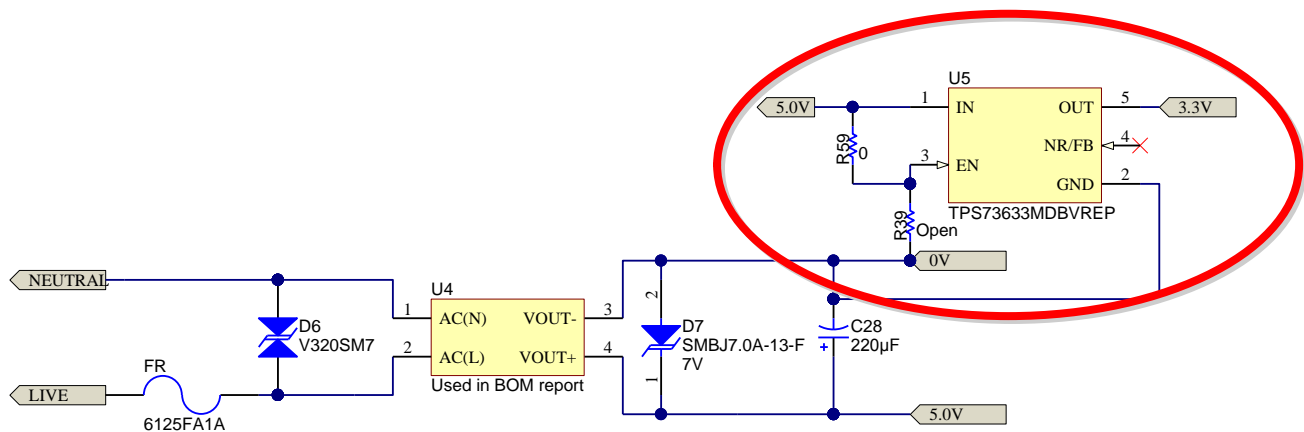 U5
5.0V
1
IN
OUT
5
3.3V
R59
0
NR/FB
4
3
EN
GND
2
TPS73633MDBVREP
R39
Open
0V
NEUTRAL
U4
1
AC(N)
VOUT-
3
2
D6
V320SM7
D7
SMBJ7.0A-13-F
7V
C28
220µF
+
2
AC(L)
VOUT+
4
1
Used in BOM report
FR
LIVE
6125FA1A
5.0V